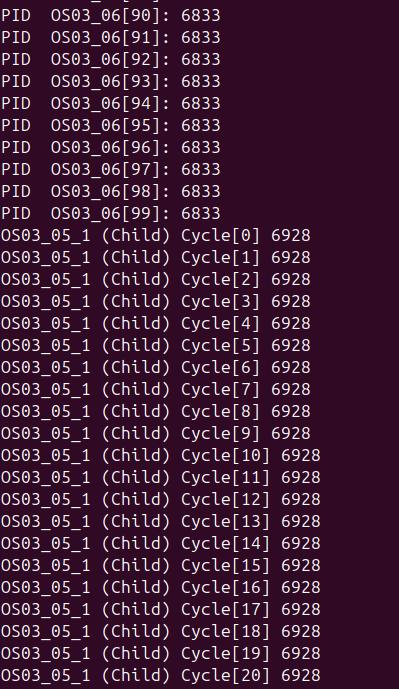 PID  OS03_06[90]: 6833
PID  OS03_06[91]: 6833
PID  OS03_06[92]: 6833
PID  OS03_06[93]: 6833
PID  OS03_06[94]: 6833
PID  OS03_06[95]: 6833
PID  OS03_06[96]: 6833
PID  OS03_06[97]: 6833
PID  OS03_06[98]: 6833
PID  OS03_06[99]: 6833
OS03_05_1 (Child) Cycle[0] 6928
OS03_05_1 (Child) Cycle[1] 6928
OS03_05_1 (Child) Cycle[2] 6928
OS03_05_1 (Child) Cycle[3] 6928
OS03_05_1 (Child) Cycle[4] 6928
OS03_05_1 (Child) Cycle[5] 6928
OS03_05_1 (Child) Cycle[6] 6928
OS03_05_1 (Child) Cycle[7] 6928
OS03_05_1 (Child) Cycle[8] 6928
OS03_05_1 (Child) Cycle[9] 6928
OS03_05_1 (Child) Cycle[10] 6928
OS03_05_1 (Child) Cycle[11] 6928
OS03_05_1 (Child) Cycle[12] 6928
OS03_05_1 (Child) Cycle[13] 6928
OS03_05_1 (Child) Cycle[14] 6928
OS03_05_1 (Child) Cycle[15] 6928
OS03_05_1 (Child) Cycle[16] 6928
OS03_05_1 (Child) Cycle[17] 6928
OS03_05_1 (Child) Cycle[18] 6928
OS03_05_1 (Child) Cycle[19] 6928
OS03_05_1 (Child) Cycle[20] 6928